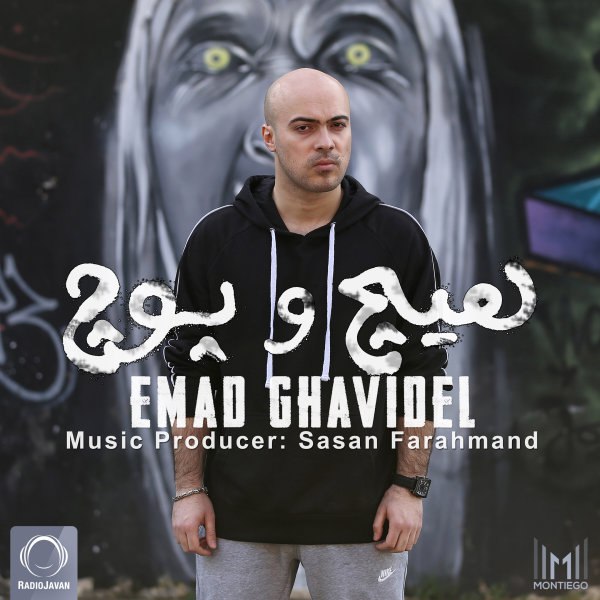 هیچ و پوچ
EMAD GHAVIDEL
Music Producer: Sasan Farahmand
RADIOJAVAN
MONTIEGO